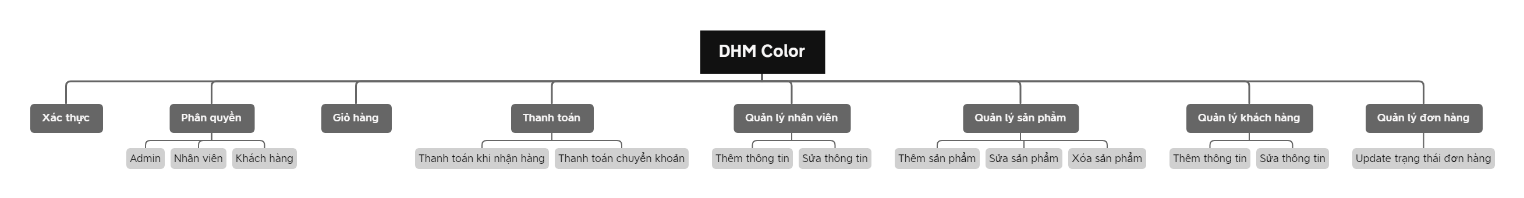 DHM Color
Xác thực
Phân quyền
Giỏ hàng
Thanh toán
Quản lý nhân viên
Quản lý sản phẩm
Quản lý khách hàng
Quản lý đơn hàng
Admin
Nhân viên
Khách hàng
Thanh toán khi nhận hàng
Thanh toán chuyển khoản
Thêm thông tin
Sửa thông tin
Thêm sản phẩm
Sửa sản phẩm
Xóa sản phẩm
Thêm thông tin
Sửa thông tin
Update trạng thái đơn hàng